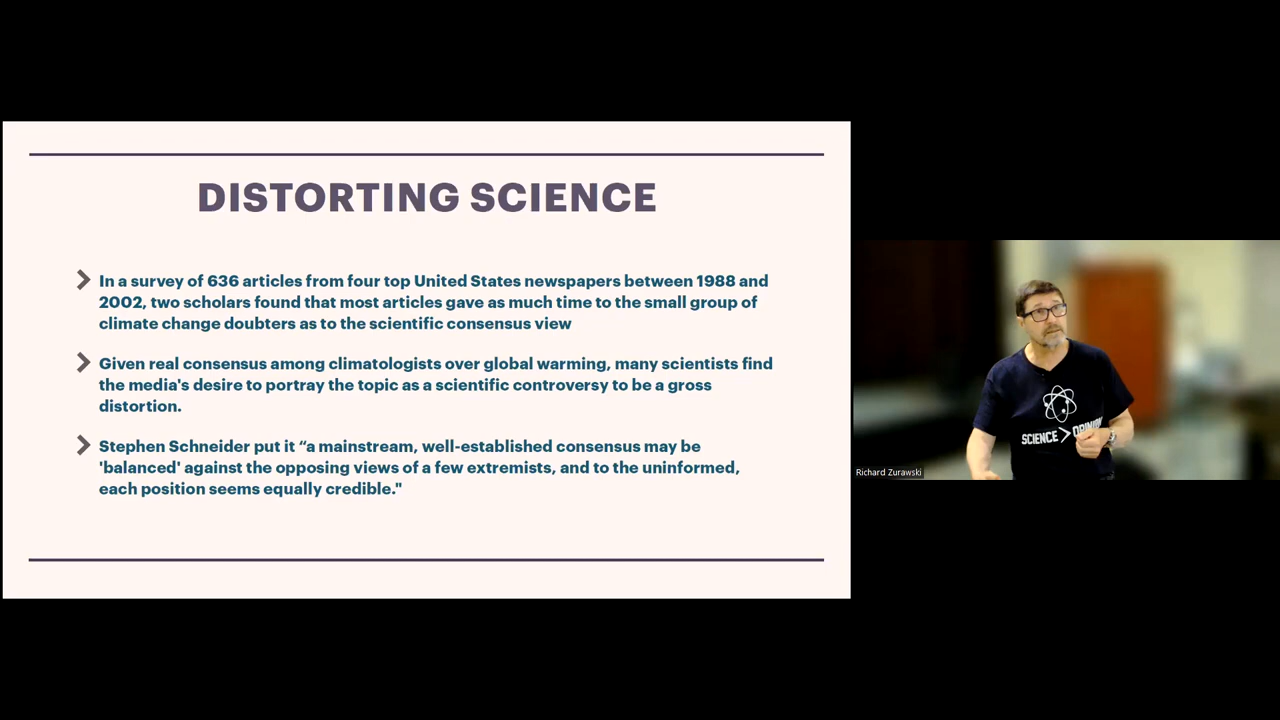 DISTORTING SCIENCE
In a survey of 636 articles from four top United States newspapers between 1988 and
2002, two scholars found that most articles gave as much time to the small group of
climate change doubters as to the scientific consensus view
Given real consensus among climatologists over global warming, many scientists find
the media's desire to portray the topic as a scientific controversy to be a gross
distortion.
Stephen Schneider put it “a mainstream, well-established consensus may be
'balanced' against the opposing views of a few extremists, and to the uninformed,
each position seems equally credible."
SCIENCE > OPINION
Richard Zurawski